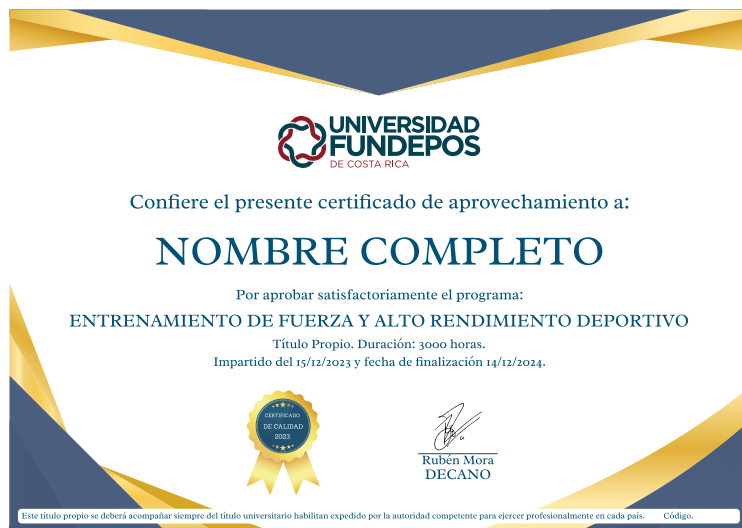 UNIVERSIDAD
FUNDEPOS
DE COSTA RICA
Confiere el presente certificado de aprovechamiento a:
NOMBRE COMPLETO
Por aprobar satisfactoriamente el programa:
ENTRENAMIENTO DE FUERZA Y ALTO RENDIMIENTO DEPORTIVO
Título Propio. Duración: 3000 horas.
Impartido del 15/12/2023 y fecha de finalización 14/12/2024.
CERTIFICADO
DE CALIDAD
2023
Rubén Mora
DECANO
Este título propio se deberá acompañar siempre del título universitario habilitan expedido por la autoridad competente para ejercer profesionalmente en cada país. Código.